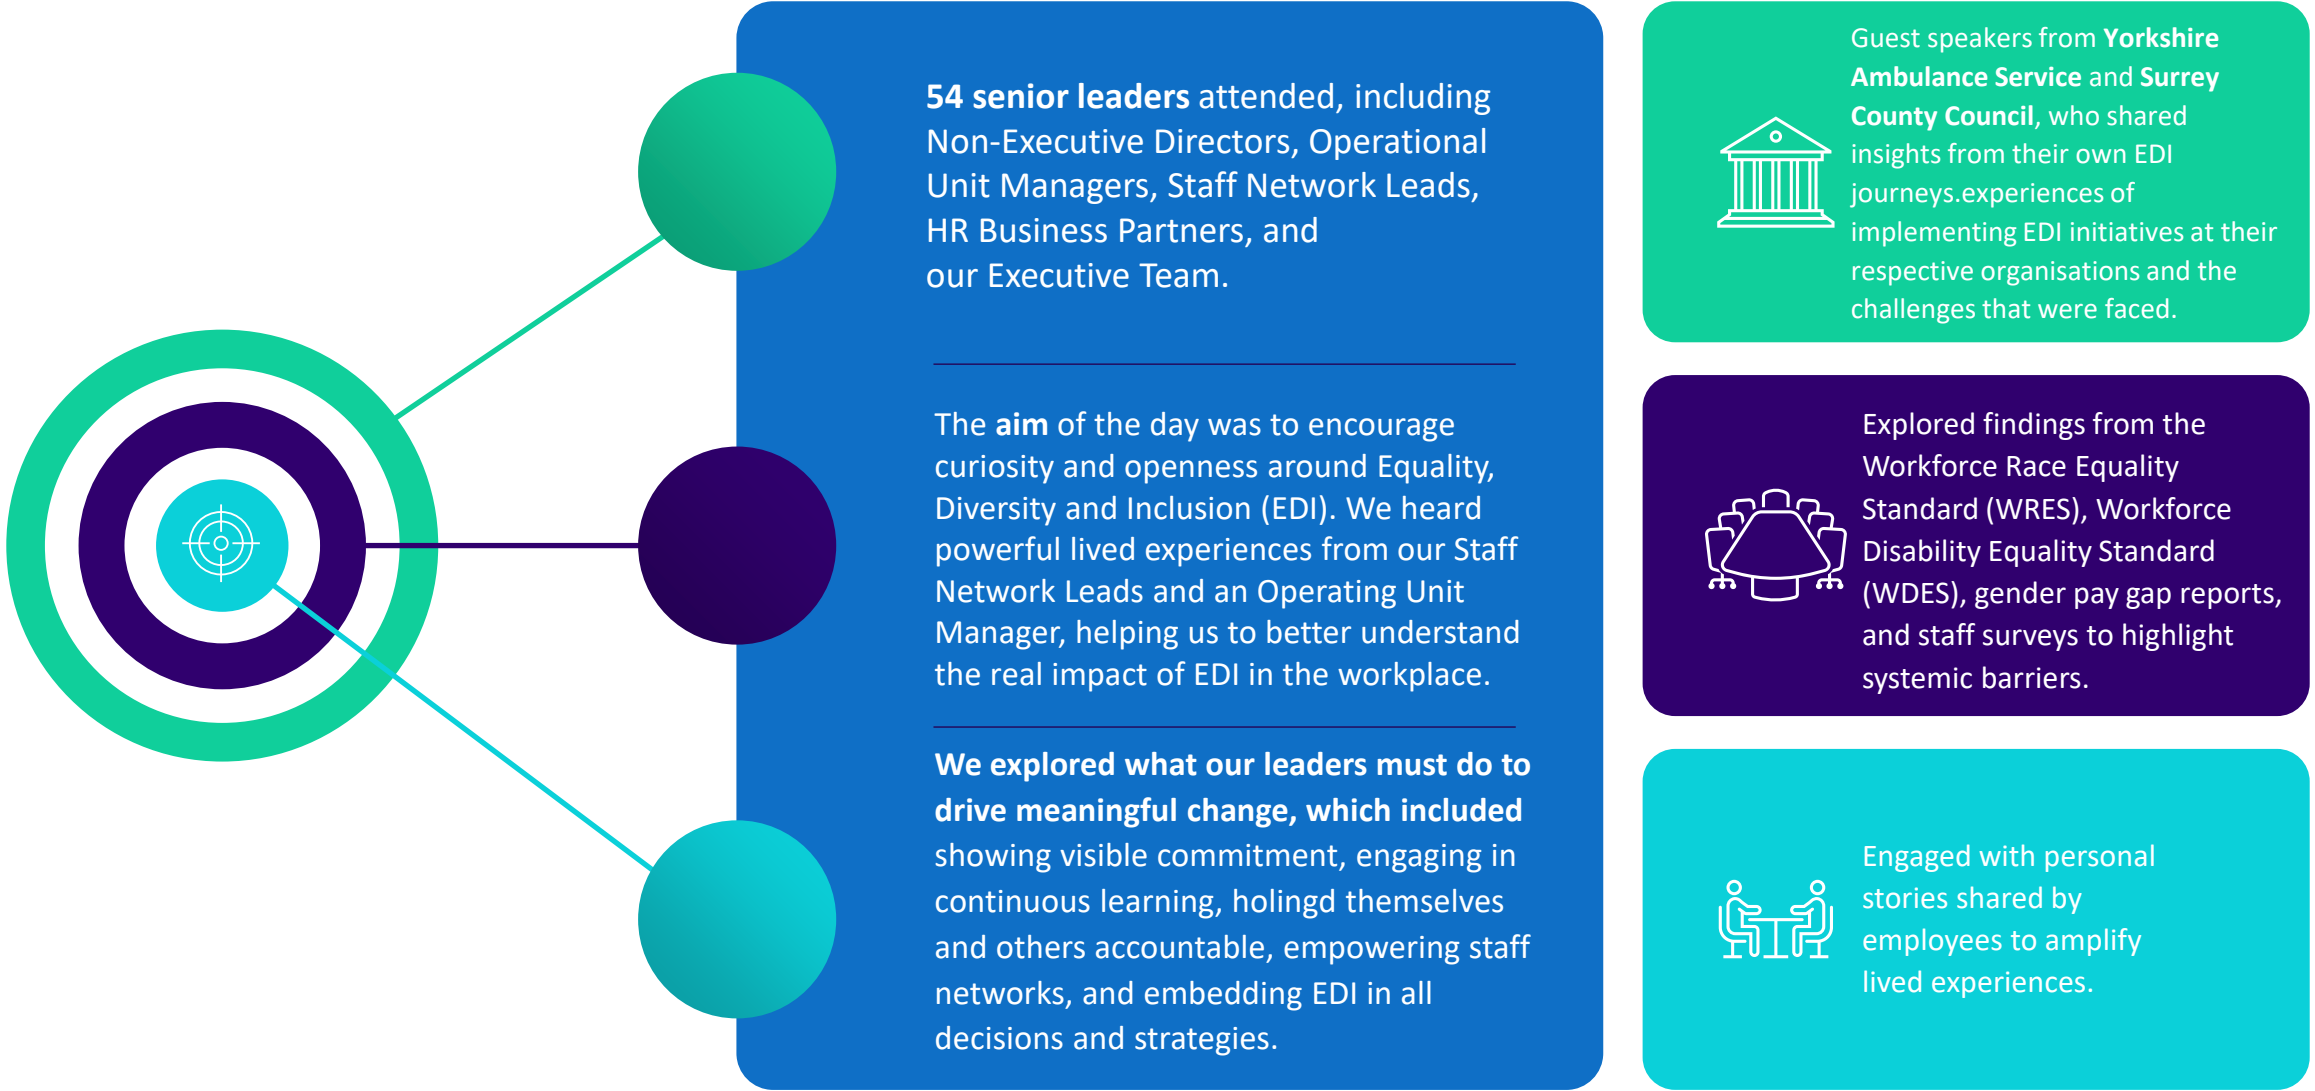 54 senior leaders attended, including
Non-Executive Directors, Operational
Unit Managers, Staff Network Leads,
HR Business Partners, and
our Executive Team.
The aim of the day was to encourage
curiosity and openness around Equality,
Diversity and Inclusion (EDI). We heard
powerful lived experiences from our Staff
Network Leads and an Operating Unit
Manager, helping us to better understand
the real impact of EDI in the workplace.
We explored what our leaders must do to
drive meaningful change, which included
showing visible commitment, engaging in
continuous learning, holingd themselves
and others accountable, empowering staff
networks, and embedding EDI in all
decisions and strategies.
Guest speakers from Yorkshire
Ambulance Service and Surrey
County Council, who shared
insights from their own EDI
journeys.experiences of
implementing EDI initiatives at their
respective organisations and the
challenges that were faced.
Explored findings from the
Workforce Race Equality
Standard (WRES), Workforce
Disability Equality Standard
(WDES), gender pay gap reports,
and staff surveys to highlight
systemic barriers.
Engaged with personal
stories shared by
employees to amplify
lived experiences.